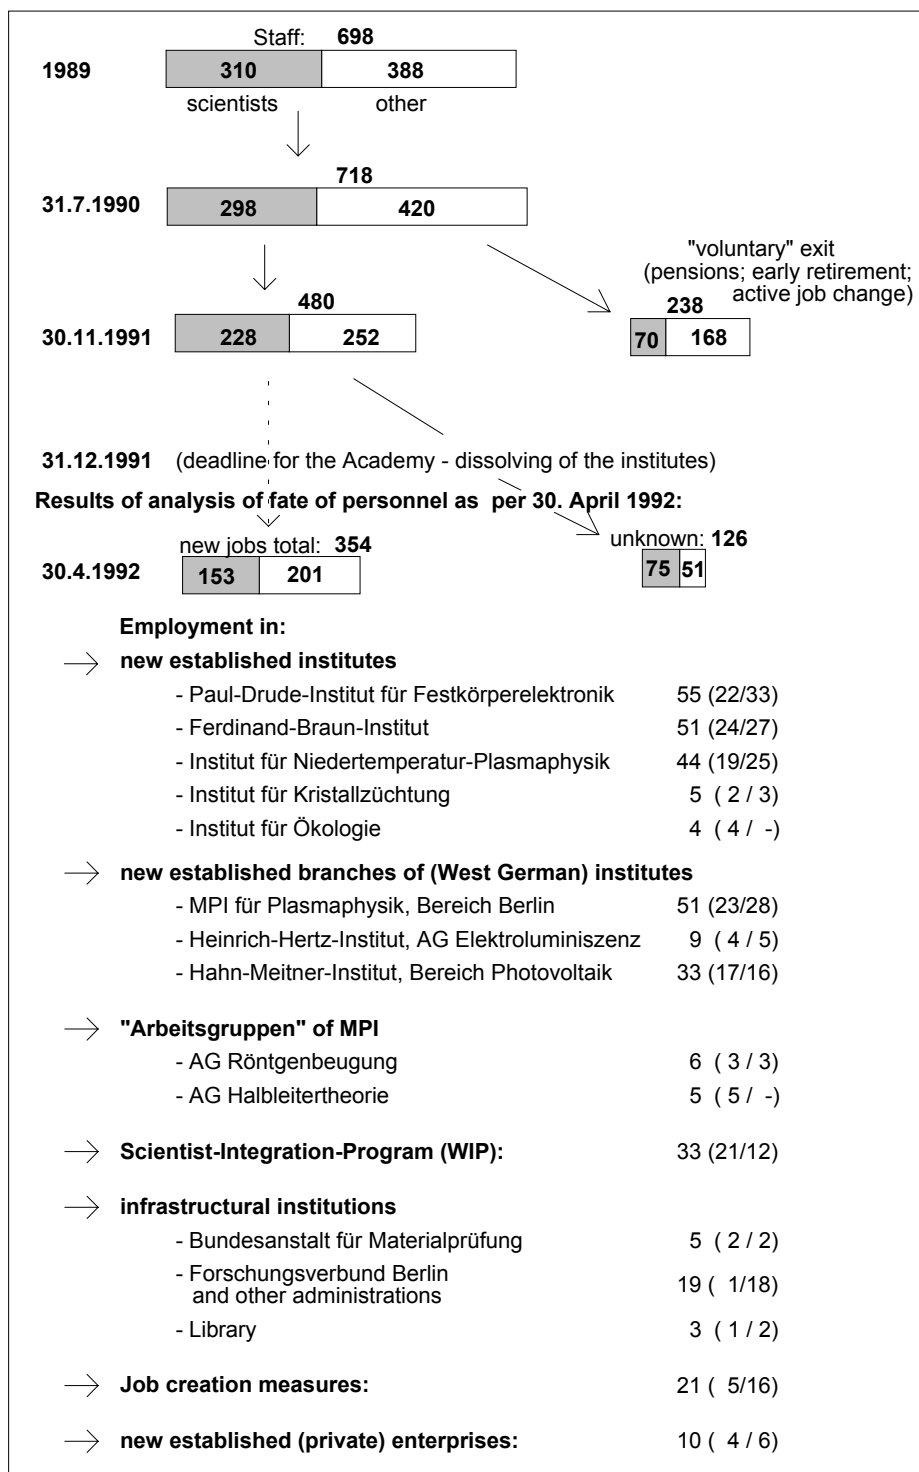 Staff: 698
1989 310 388
scientists other
718
31.7.1990 298 420
"voluntary" exit
(pensions; early retirement;
active job change)
480 238
30.11.1991 228 252 70 168
31.12.1991 (deadline for the Academy - dissolving of the institutes)
Results of analysis of fate of personnel as per 30. April 1992:
new jobs total: 354 unknown: 126
30.4.1992 153 201 75 51
Employment in:
new established institutes
- Paul-Drude-Institut für Festkörperelektronik 55 (22/33)
- Ferdinand-Braun-Institut 51 (24/27)
- Institut für Niedertemperatur-Plasmaphysik 44 (19/25)
- Institut für Kristallzüchtung 5 ( 2 / 3)
- Institut für Ökologie 4 ( 4 / -)
new established branches of (West German) institutes
- MPI für Plasmaphysik, Bereich Berlin 51 (23/28)
- Heinrich-Hertz-Institut, AG Elektroluminiszenz 9 ( 4 / 5)
- Hahn-Meitner-Institut, Bereich Photovoltaik 33 (17/16)
"Arbeitsgruppen" of MPI
- AG Röntgenbeugung 6 ( 3 / 3)
- AG Halbleitertheorie 5 ( 5 / -)
Scientist-Integration-Program (WIP): 33 (21/12)
infrastructural institutions
- Bundesanstalt für Materialprüfung 5 ( 2 / 2)
- Forschungsverbund Berlin
and other administrations 19 ( 1/18)
- Library 3 ( 1 / 2)
Job creation measures: 21 ( 5/16)
new established (private) enterprises: 10 ( 4 / 6)